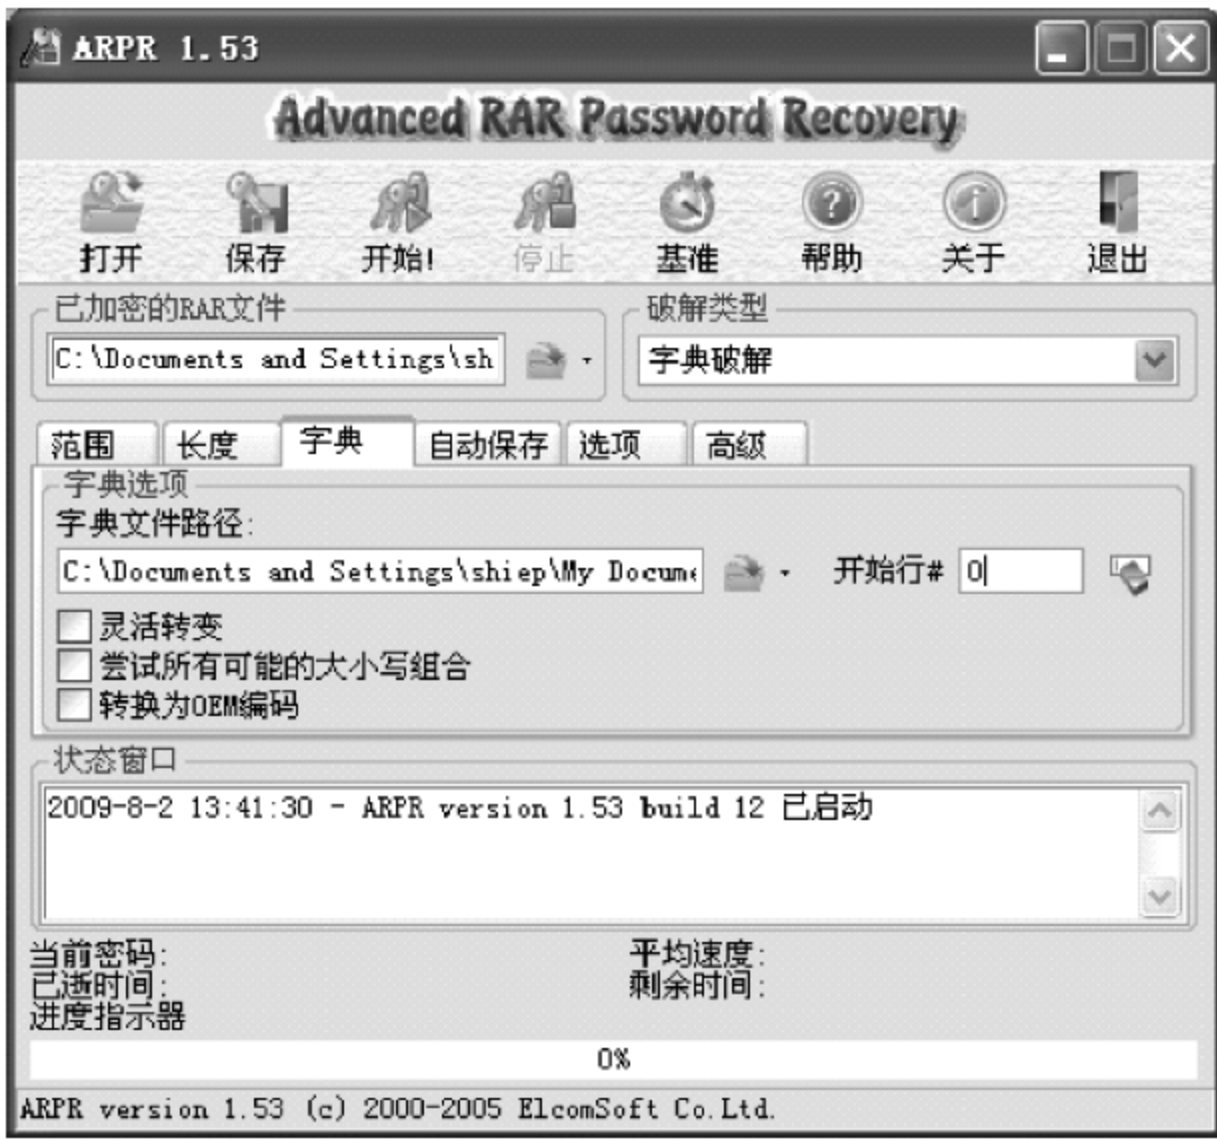 ARPR 1.53
Advanced RAR Password Recovery
打开 保存 开始! 停止 基准 帮助 关于 退出
已加密的RAR文件 破解类型
C:\Documents and Settings\sh 字典破解
范围 长度 字典 自动保存 选项 高级
字典选项
字典文件路径:
C:\Documents and Settings\shiep\My Docume 开始行# 0
灵活转变
尝试所有可能的大小写组合
转换为OEM编码
状态窗口
2009-8-2 13:41:30 - ARPR version 1.53 build 12 已启动
当前密码: 平均速度:
已逝时间: 剩余时间:
进度指示器
0%
ARPR version 1.53 (c) 2000-2005 ElcomSoft Co.Ltd.